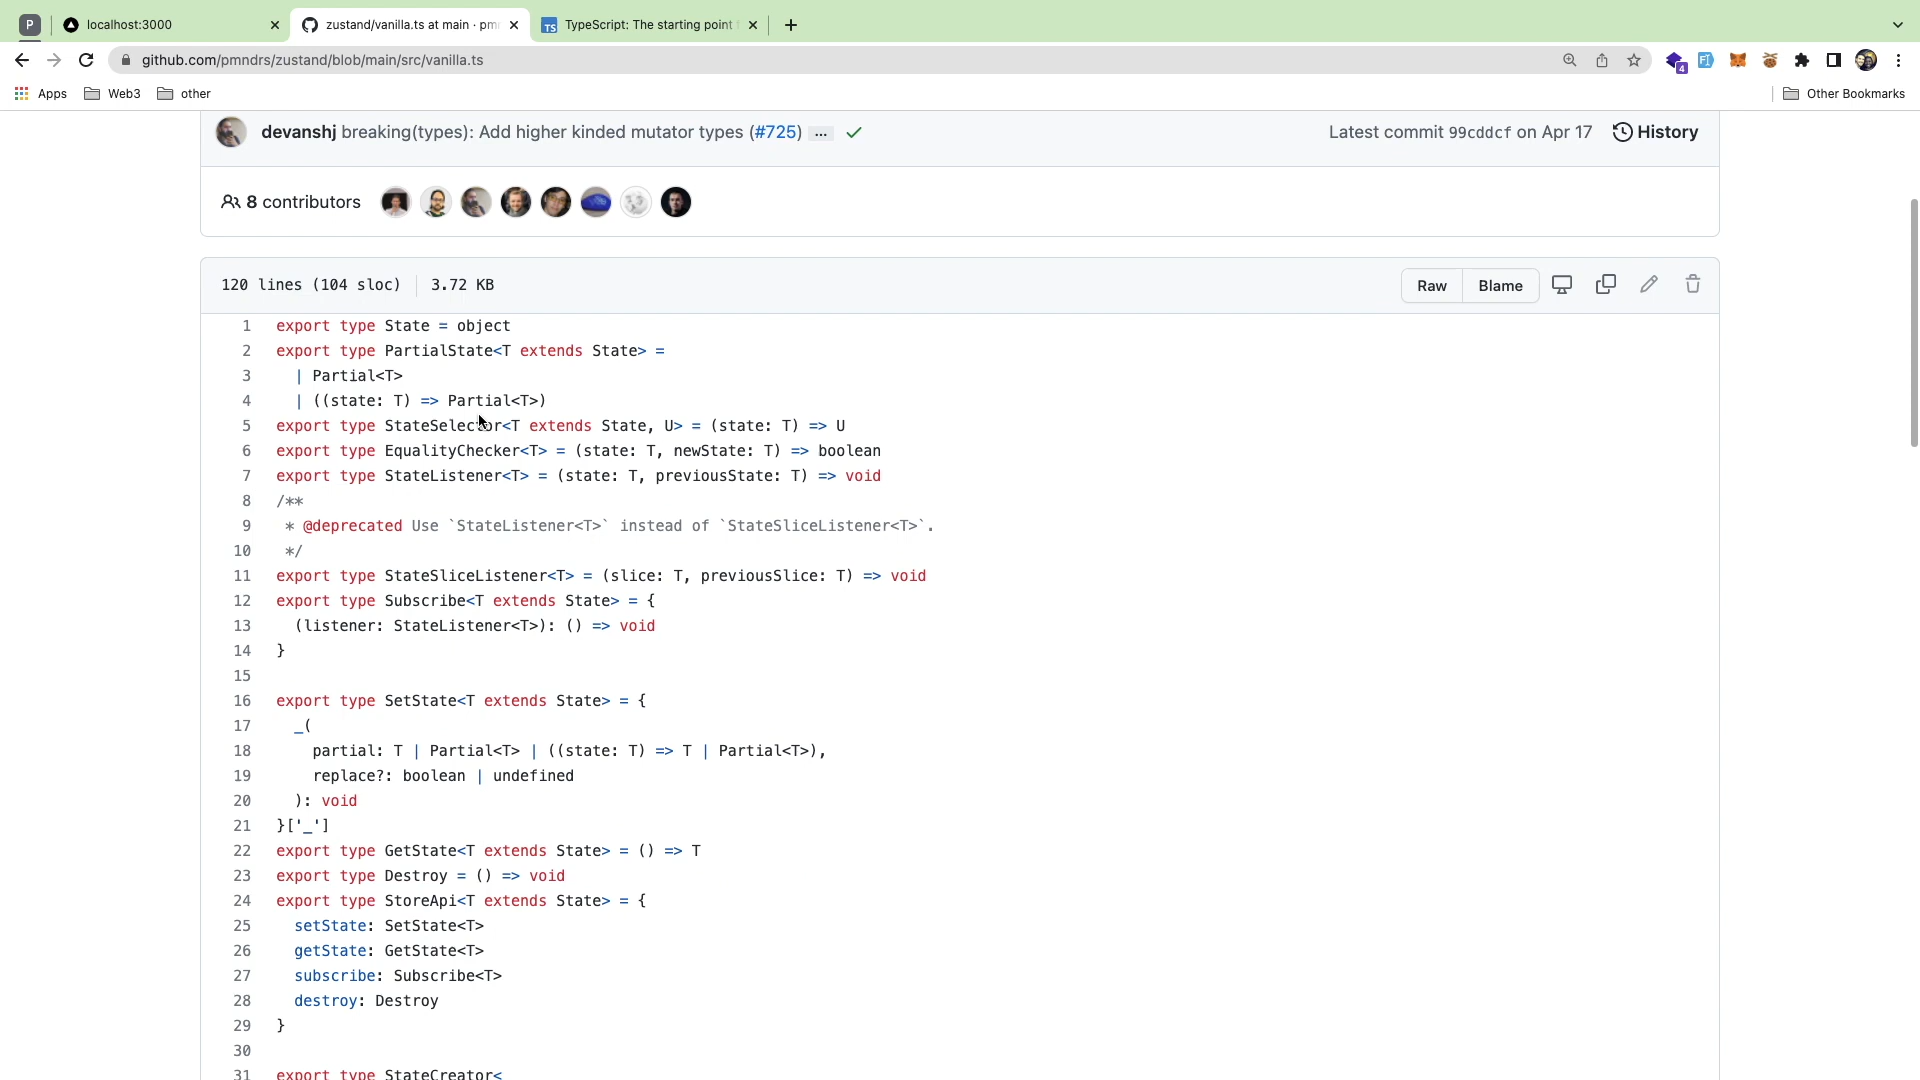 P localhost:3000 zustand/vanilla.ts at main · pmn TS TypeScript: The starting point
github.com/pmndrs/zustand/blob/main/src/vanilla.ts 4
Apps Web3 other Other Bookmarks
devanshj breaking(types): Add higher kinded mutator types (#725) ... Latest commit 99cddcf on Apr 17 History
8 contributors
120 lines (104 sloc) 3.72 KB Raw Blame
1 export type State = object
2 export type PartialState<T extends State> =
3 | Partial<T>
4 | ((state: T) => Partial<T>)
5 export type StateSelector<T extends State, U> = (state: T) => U
6 export type EqualityChecker<T> = (state: T, newState: T) => boolean
7 export type StateListener<T> = (state: T, previousState: T) => void
8 /**
9 * @deprecated Use `StateListener<T>` instead of `StateSliceListener<T>`.
10 */
11 export type StateSliceListener<T> = (slice: T, previousSlice: T) => void
12 export type Subscribe<T extends State> = {
13 (listener: StateListener<T>): () => void
14 }
15
16 export type SetState<T extends State> = {
17 _(
18 partial: T | Partial<T> | ((state: T) => T | Partial<T>),
19 replace?: boolean | undefined
20 ): void
21 }['_']
22 export type GetState<T extends State> = () => T
23 export type Destroy = () => void
24 export type StoreApi<T extends State> = {
25 setState: SetState<T>
26 getState: GetState<T>
27 subscribe: Subscribe<T>
28 destroy: Destroy
29 }
30
31 export type StateCreator<